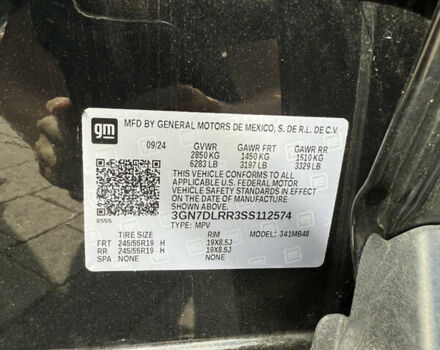 gm MFD BY GENERAL MOTORS DE MEXICO, S. DE R.L. DE C.V.
09/24 GVWR GAWR FRT GAWR RR
2850 KG 1450 KG 1510 KG
6283 LB 3197 LB 3329 LB
THIS VEHICLE CONFORMS TO ALL
APPLICABLE U.S. FEDERAL MOTOR
VEHICLE SAFETY STANDARDS IN EFFECT
ON THE DATE OF MANUFACTURE
SHOWN ABOVE.
3GN7DLRR3SS112574
8555 TYPE: MPV
TIRE SIZE RIM MODEL: 341MB48
FRT 245/55R19 H 19X8.5J
RR 245/55R19 H 19X8.5J
SPA NONE NONE